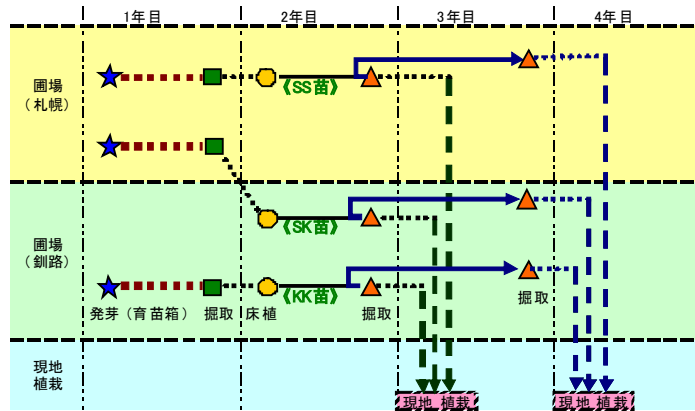 1年目
2年目
3年目
4年目
圃場
(札幌)
《SS苗》
圃場
(釧路)
《SK苗》
《KK苗》
発芽(育苗箱)
掘取
床植
掘取
掘取
現地
植栽
現地 植栽
現地 植栽